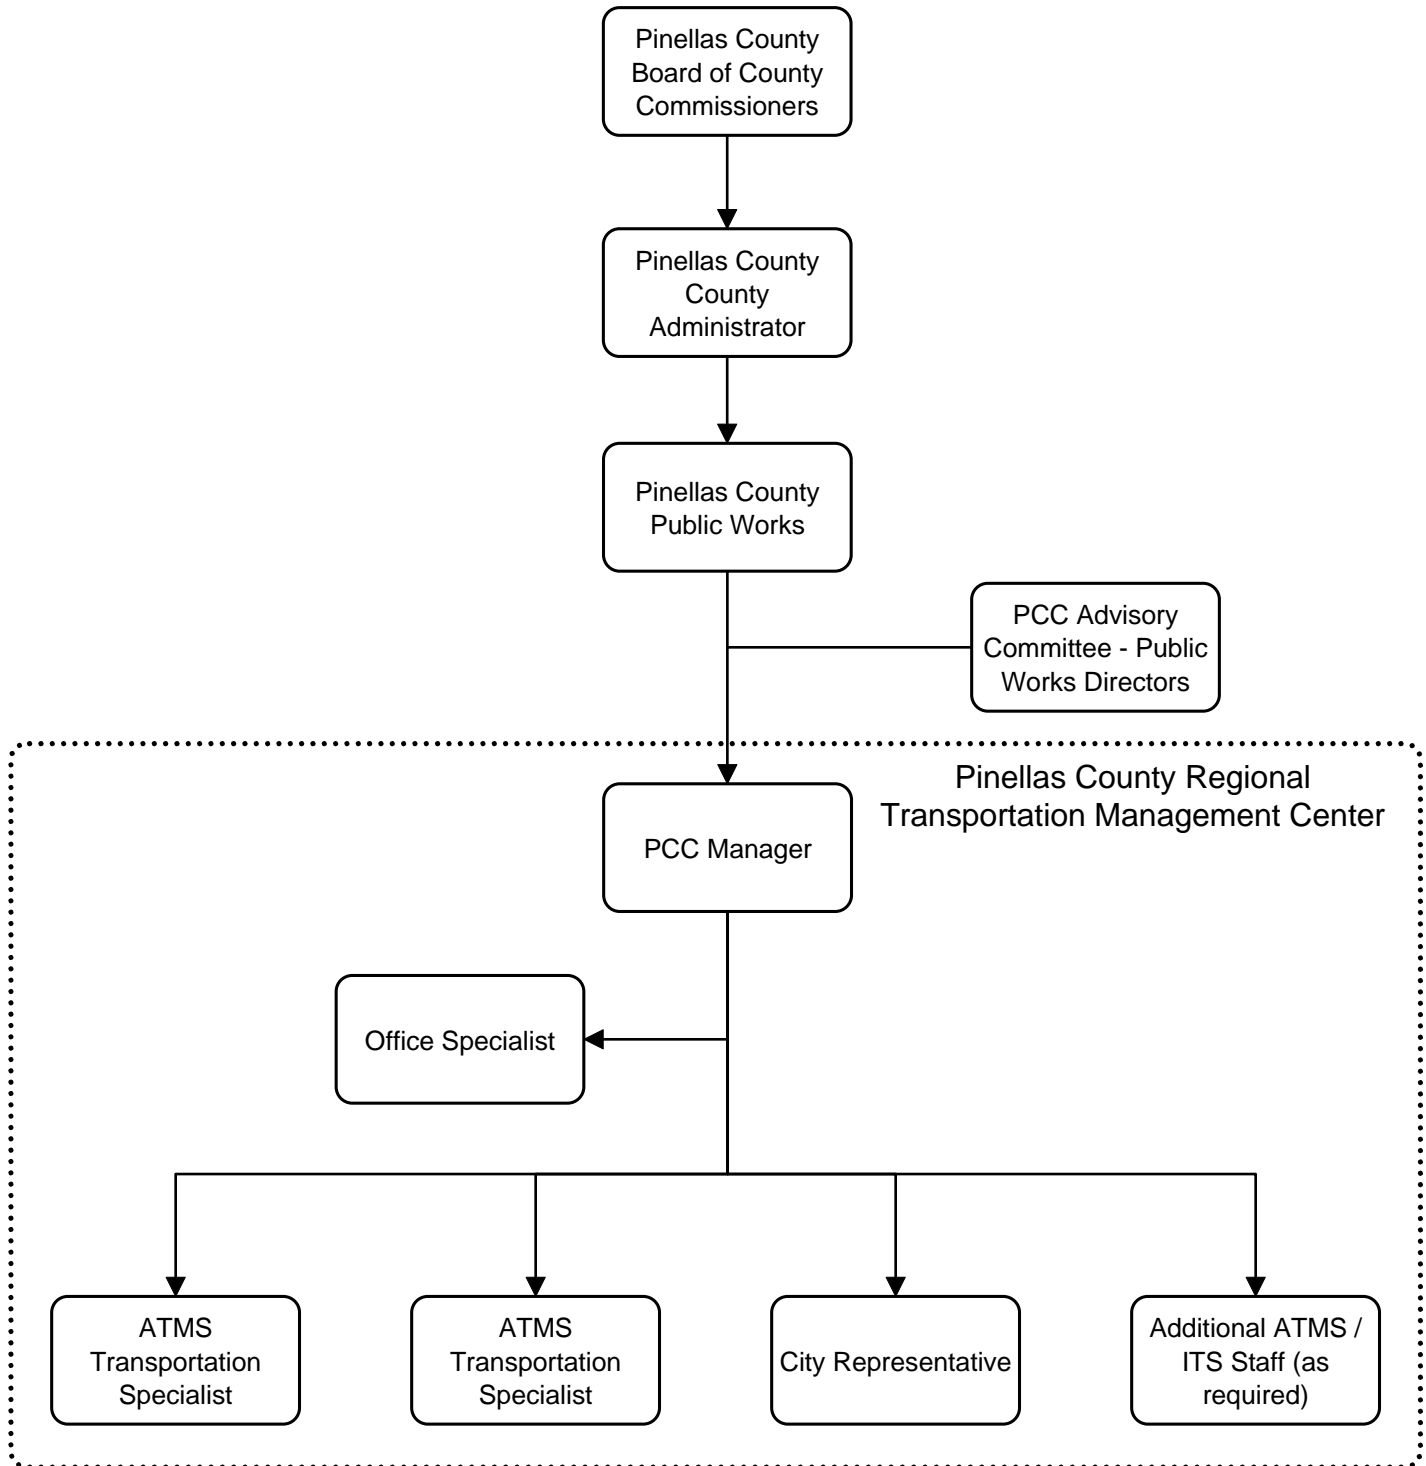 Pinellas County
Board of County
Commissioners
Pinellas County
County
Administrator
Pinellas County
Public Works
PCC Advisory
Committee - Public
Works Directors
Pinellas County Regional
Transportation Management Center
PCC Manager
Office Specialist
ATMS
Transportation
Specialist
ATMS
Transportation
Specialist
City Representative
Additional ATMS /
ITS Staff (as
required)